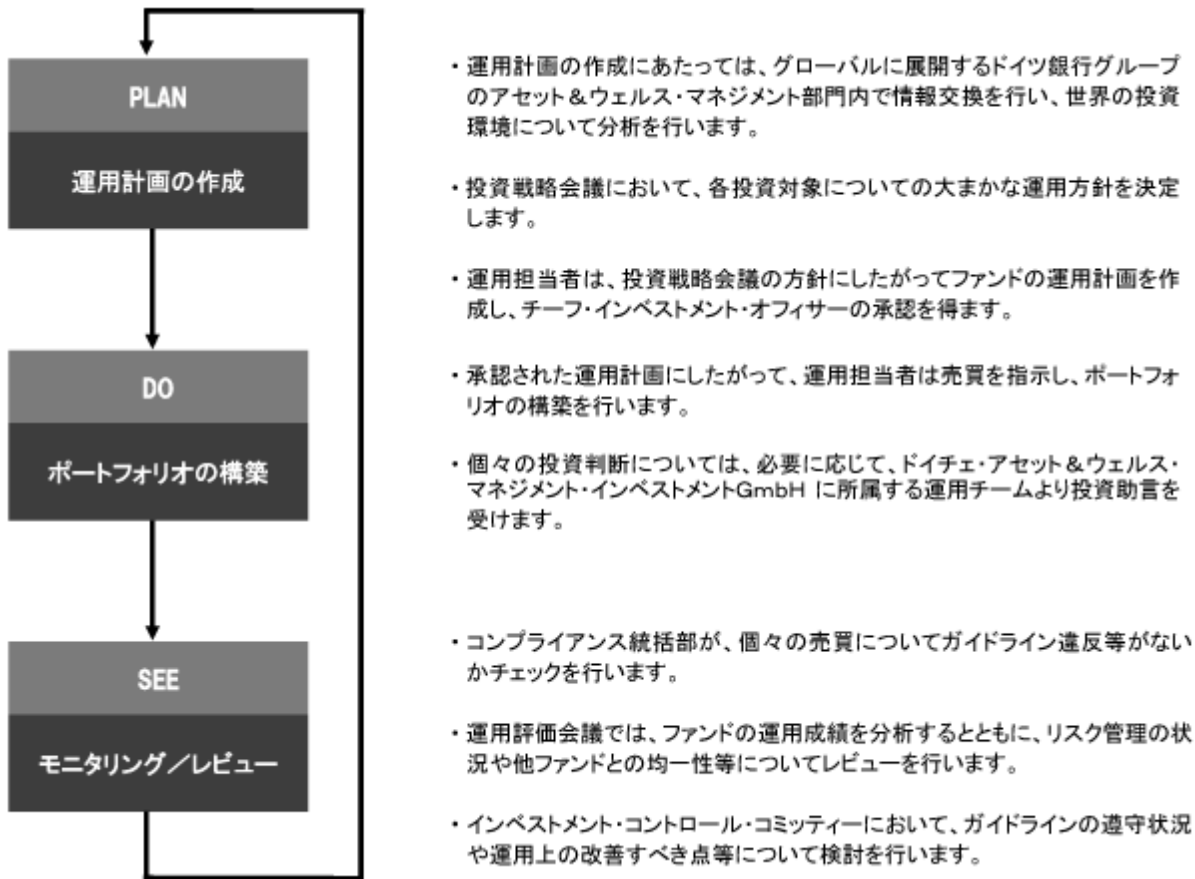 PLAN
運用計画の作成
・運用計画の作成にあたっては、グローバルに展開するドイツ銀行グループ
のアセット＆ウェルス・マネジメント部門内で情報交換を行い、世界の投資
環境について分析を行います。
・投資戦略会議において、各投資対象についての大まかな運用方針を決定
します。
・運用担当者は、投資戦略会議の方針にしたがってファンドの運用計画を作
成し、チーフ・インベストメント・オフィサーの承認を得ます。
DO
ポートフォリオの構築
・承認された運用計画にしたがって、運用担当者は売買を指示し、ポートフォ
リオの構築を行います。
・個々の投資判断については、必要に応じて、ドイチェ・アセット＆ウェルス・
マネジメント・インベストメントGmbH に所属する運用チームより投資助言を
受けます。
SEE
モニタリング／レビュー
・コンプライアンス統括部が、個々の売買についてガイドライン違反等がない
かチェックを行います。
・運用評価会議では、ファンドの運用成績を分析するとともに、リスク管理の状
況や他ファンドとの均一性等についてレビューを行います。
・インベストメント・コントロール・コミッティーにおいて、ガイドラインの遵守状況
や運用上の改善すべき点等について検討を行います。